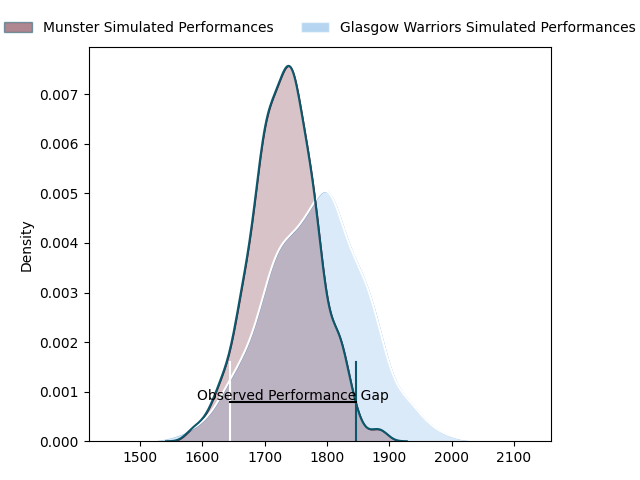 Munster Simulated Performances Glasgow Warriors Simulated Performances
0.007
0.006
0.005
0.004
0.003
0.002
0.001
0.000
Density
Observed Performance Gap
1500 1600 1700 1800 1900 2000 2100